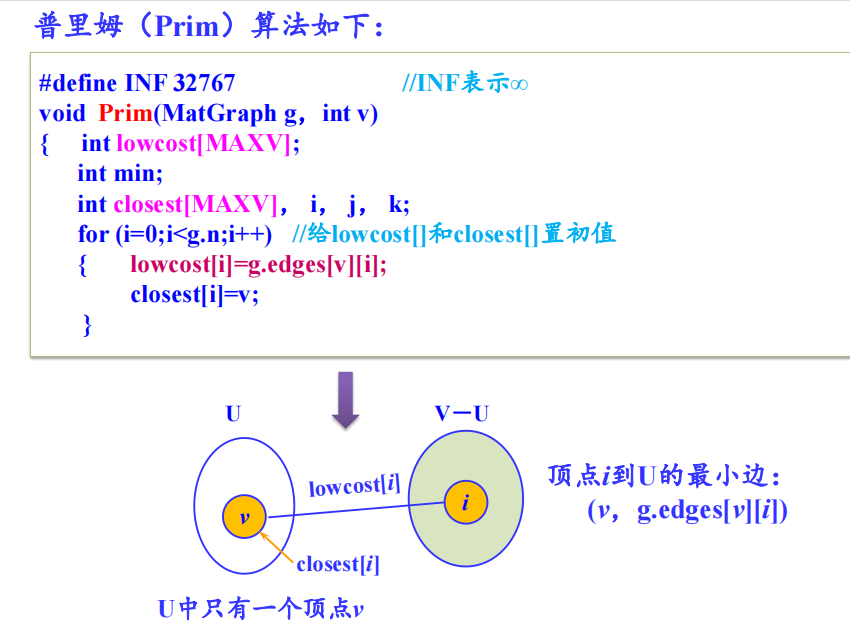 普里姆（Prim）算法如下：
#define INF 32767 //INF表示∞
void Prim(MatGraph g，int v)
{ int lowcost[MAXV];
int min;
int closest[MAXV]， i， j， k;
for (i=0;i<g.n;i++) //给lowcost[]和closest[]置初值
{ lowcost[i]=g.edges[v][i];
closest[i]=v;
}
U
V－U
lowcost[i]
v
i
closest[i]
顶点i到U的最小边：
(v，g.edges[v][i])
U中只有一个顶点v